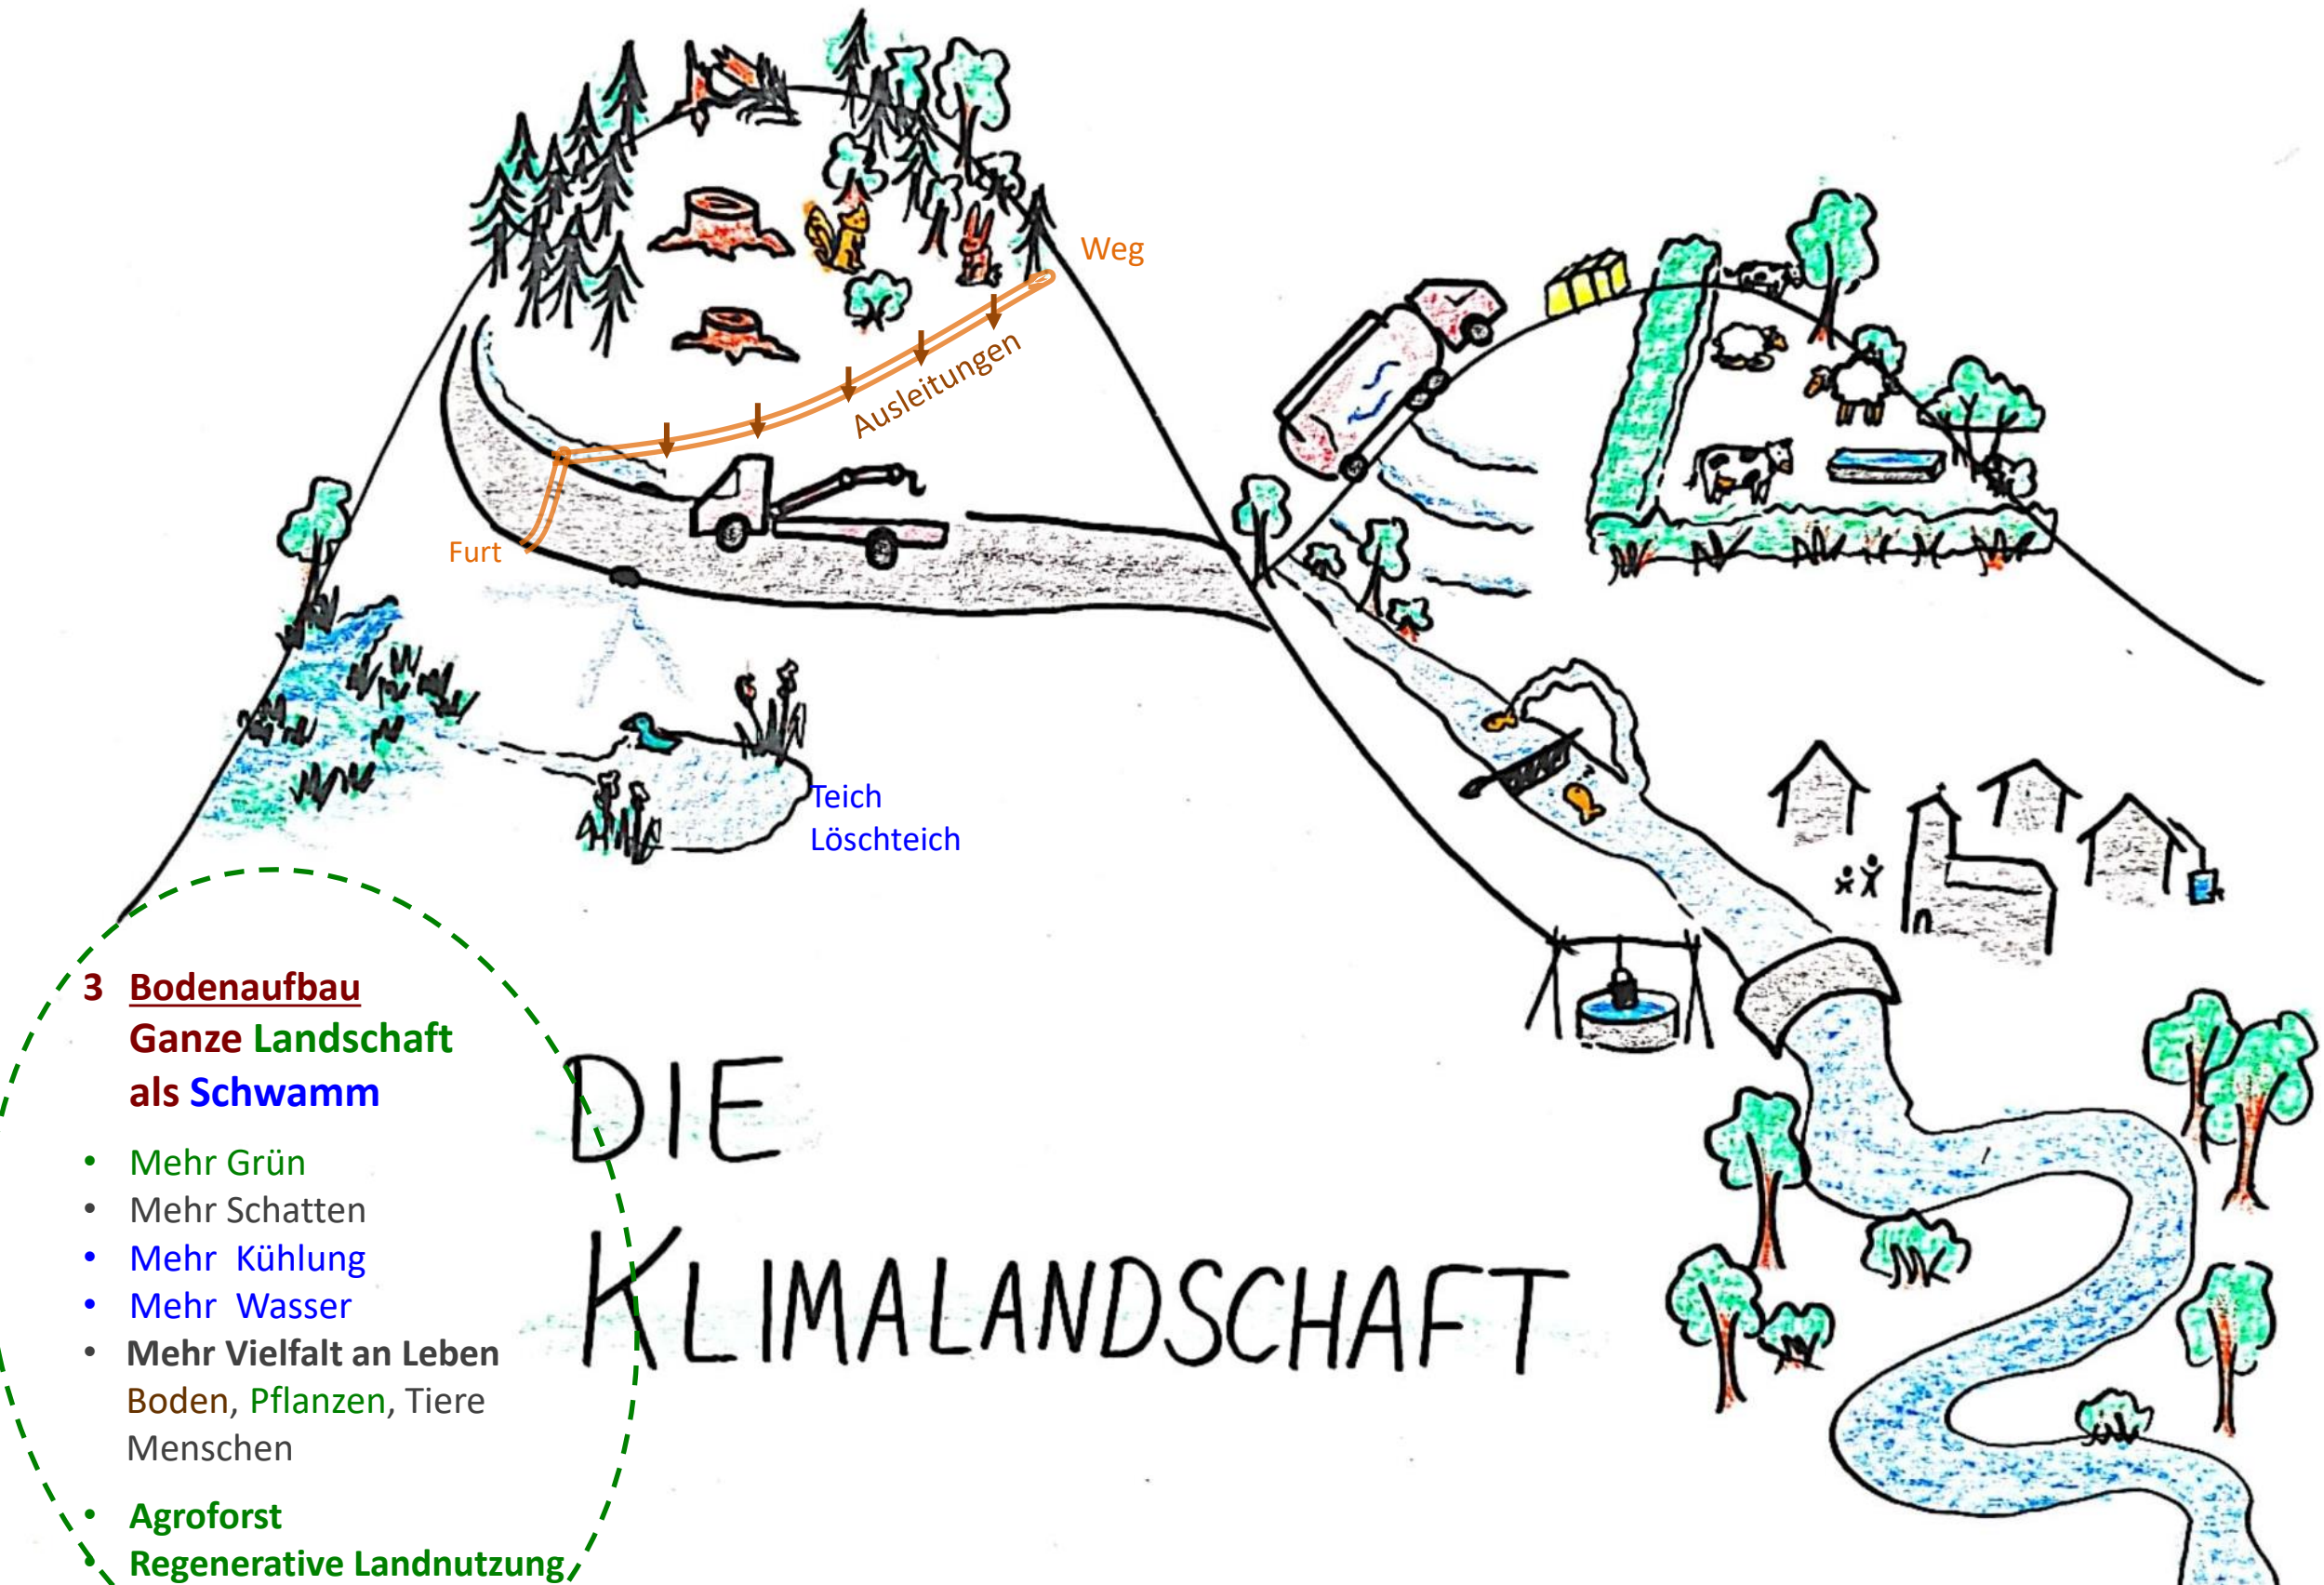 Weg
Ausleitungen
Furt
Teich
Löschteich
3 Bodenaufbau
Ganze Landschaft
als Schwamm
• Mehr Grün
• Mehr Schatten
• Mehr Kühlung
• Mehr Wasser
• Mehr Vielfalt an Leben
Boden, Pflanzen, Tiere
Menschen
• Agroforst
• Regenerative Landnutzung
DIE
KLIMALANDSCHAFT